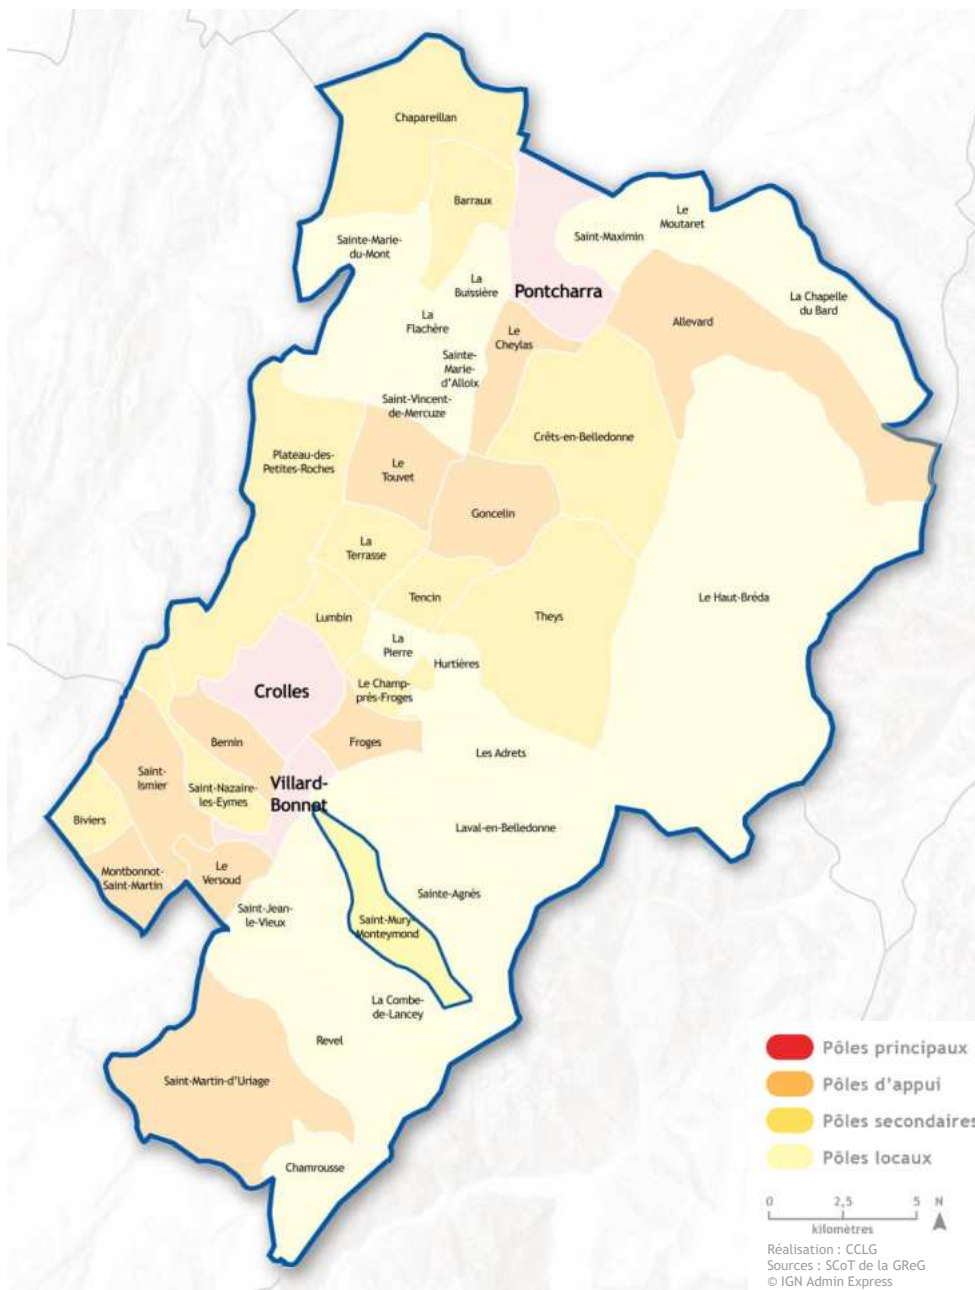 Chapareillan
Barraux
Le
Moutaret
Saint-Maximin
Sainte-Marie-
du-Mont
La
Buissière
Pontcharra
La Chapelle
du Bard
La
Flachère
Allevard
Le
Cheylas
Sainte-
Marie-
d'Alloix
Saint-Vincent-
de-Mercuze
Crêts-en-Belledonne
Plateau-des-
Petites-Roches
Le
Touvet
Goncelin
La
Terrasse
Tencin
Le Haut-Bréda
Lumbin
Theys
La
Pierre
Hurtières
Crolles
Le Champ-
près-Froges
Bernin
Froges
Les Adrets
Saint-
Ismier
Villard-
Bonnot
Saint-Nazaire-
les-Eymes
Biviers
Laval-en-Belledonne
Montbonnot-
Saint-Martin
Le
Versoud
Sainte-Agnés
Saint-Jean-
le-Vieux
Saint-Mury-
Monteymond
La Combe-
de-Lancey
Revel
Saint-Martin-d'Uriage
Chamrousse
Pôles principaux
Pôles d'appui
Pôles secondaires
Pôles locaux
0 2,5 5 N
kilomètres
Réalisation : CCLG
Sources : SCoT de la GReG
© IGN Admin Express